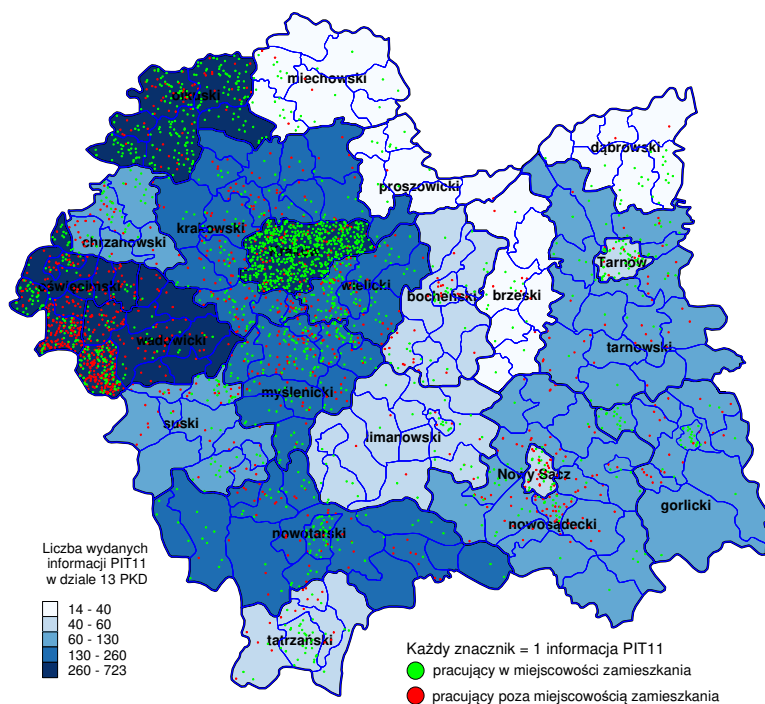 miechowski
olkuski
dąbrowski
proszowicki
chrzanowski
krakowski
Tarnów
oświęcimski
wielicki
bocheński
brzeski
wadowicki
tarnowski
myślenicki
suski
limanowski
Nowy Sącz
gorlicki
nowosądecki
nowotarski
tatrzański
Liczba wydanych
informacji PIT11
w dziale 13 PKD
14 - 40
40 - 60
60 - 130
130 - 260
260 - 723
Każdy znacznik = 1 informacja PIT11
pracujący w miejscowości zamieszkania
pracujący poza miejscowością zamieszkania